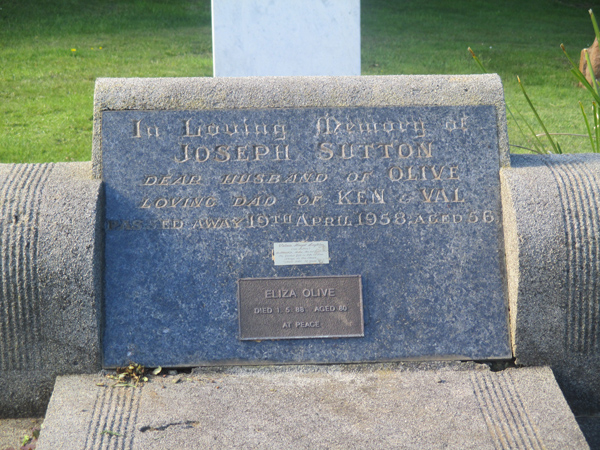 In Loving Memory of
JOSEPH SUTTON
DEAR HUSBAND OF OLIVE
LOVING DAD OF KEN & VAL
PASSED AWAY 19TH APRIL 1958. AGED 56
ELIZA OLIVE
DIED 1. 5. 88 AGED 80
AT PEACE